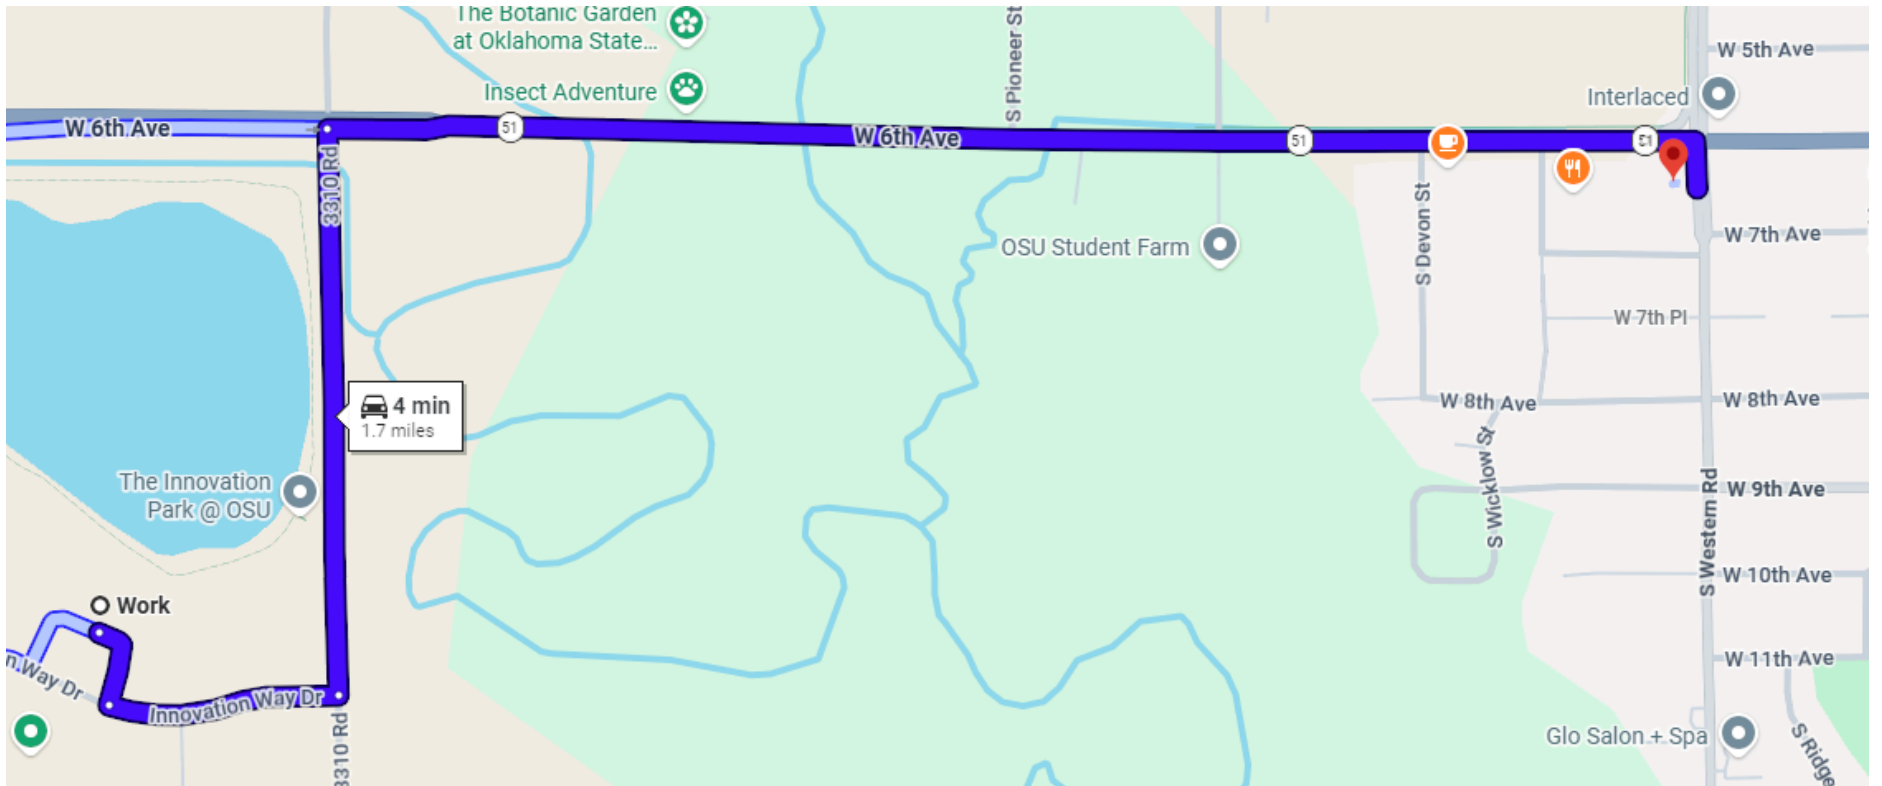 The Botanic Garden
at Oklahoma State...
Insect Adventure
S Pioneer St
W 5th Ave
Interlaced
W 6th Ave
51
W 6th Ave
51
51
3310 Rd
S Devon St
OSU Student Farm
W 7th Ave
W 7th Pl
4 min
1.7 miles
W 8th Ave
W 8th Ave
S Wicklow St
The Innovation
Park @ OSU
S Western Rd
W 9th Ave
W 10th Ave
Work
W 11th Ave
n Way Dr
Innovation Way Dr
3310 Rd
Glo Salon + Spa
S Ridge